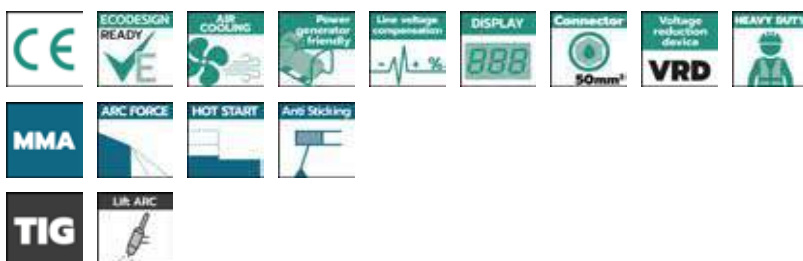 CE
ECODESIGN
READY
E
AIR
COOLING
Power
generator
friendly
Line voltage
compensation
- + %
DISPLAY
888
Connector
50mm²
Voltage
reduction
device
VRD
HEAVY DUTY
MMA
ARC FORCE
HOT START
Anti Sticking
TIG
Lift ARC